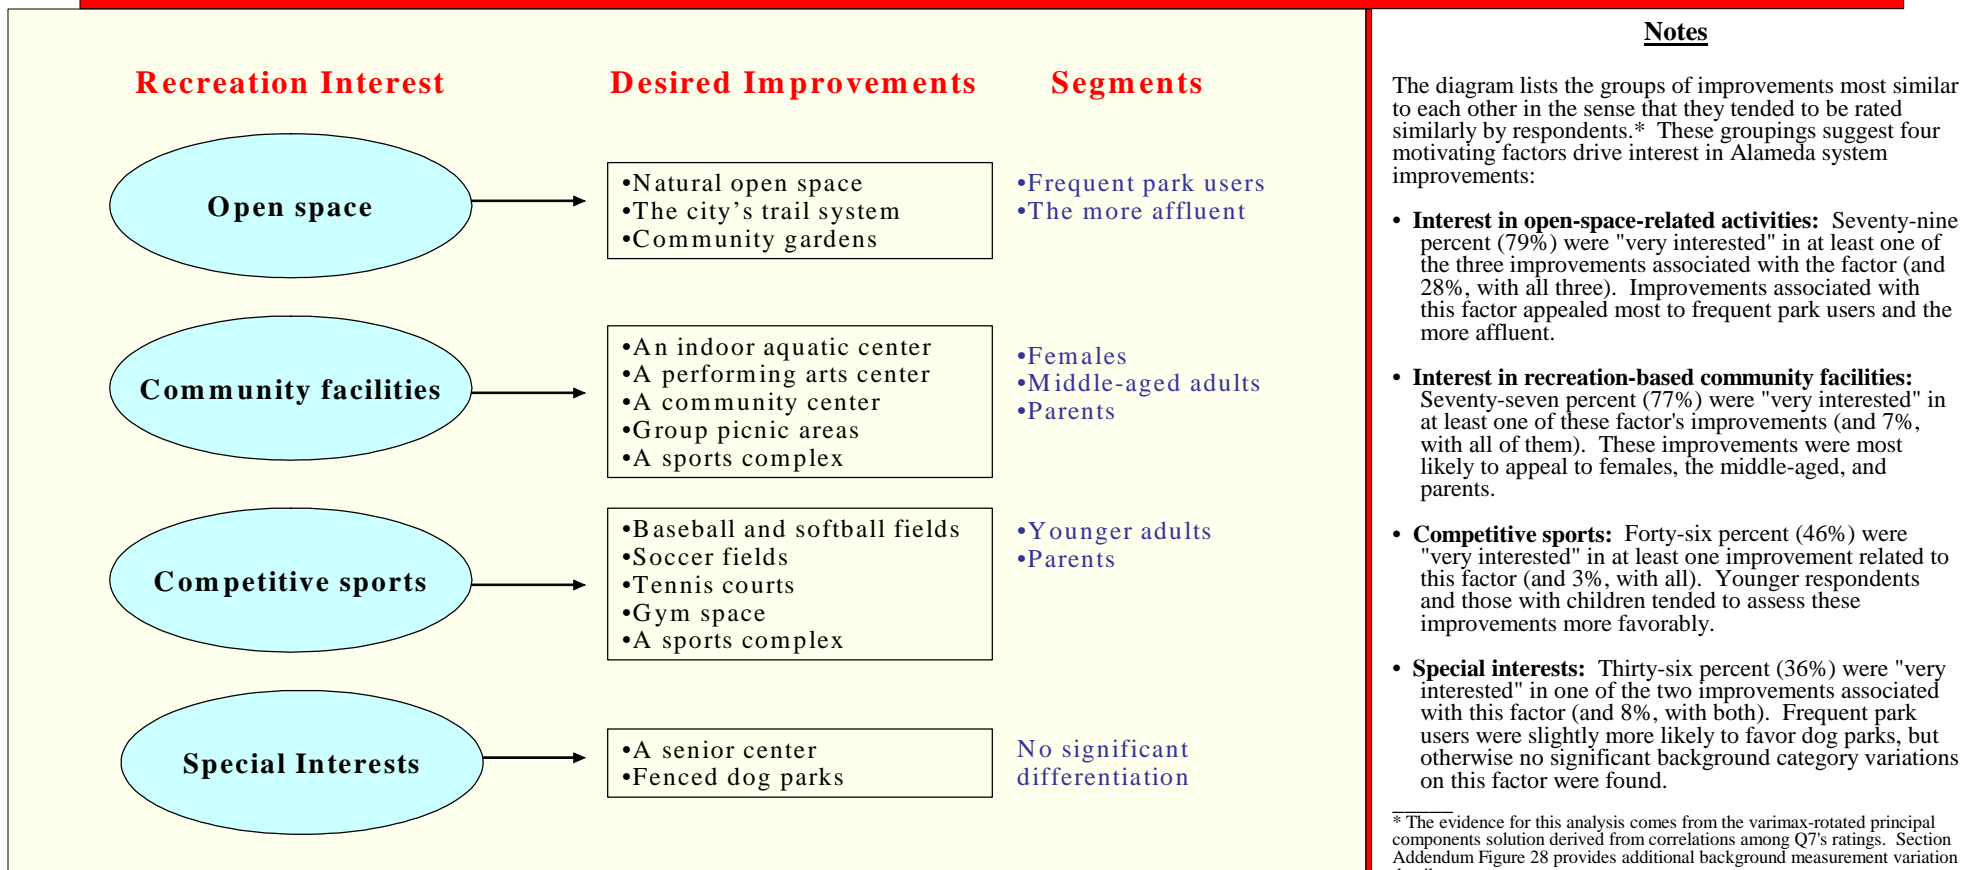 Recreation Interest
Desired Improvements
Segments
Open space
•Natural open space
•The city's trail system
•Community gardens
•Frequent park users
•The more affluent
Community facilities
•An indoor aquatic center
•A performing arts center
•A community center
•Group picnic areas
•A sports complex
•Females
•Middle-aged adults
•Parents
Competitive sports
•Baseball and softball fields
•Soccer fields
•Tennis courts
•Gym space
•A sports complex
•Younger adults
•Parents
Special Interests
•A senior center
•Fenced dog parks
No significant
differentiation
Notes
The diagram lists the groups of improvements most similar
to each other in the sense that they tended to be rated
similarly by respondents.* These groupings suggest four
motivating factors drive interest in Alameda system
improvements:
• Interest in open-space-related activities: Seventy-nine
percent (79%) were "very interested" in at least one of
the three improvements associated with the factor (and
28%, with all three). Improvements associated with
this factor appealed most to frequent park users and the
more affluent.
• Interest in recreation-based community facilities:
Seventy-seven percent (77%) were "very interested" in
at least one of these factor's improvements (and 7%,
with all of them). These improvements were most
likely to appeal to females, the middle-aged, and
parents.
• Competitive sports: Forty-six percent (46%) were
"very interested" in at least one improvement related to
this factor (and 3%, with all). Younger respondents
and those with children tended to assess these
improvements more favorably.
• Special interests: Thirty-six percent (36%) were "very
interested" in one of the two improvements associated
with this factor (and 8%, with both). Frequent park
users were slightly more likely to favor dog parks, but
otherwise no significant background category variations
on this factor were found.
* The evidence for this analysis comes from the varimax-rotated principal
components solution derived from correlations among Q7's ratings. Section
Addendum Figure 28 provides additional background measurement variation